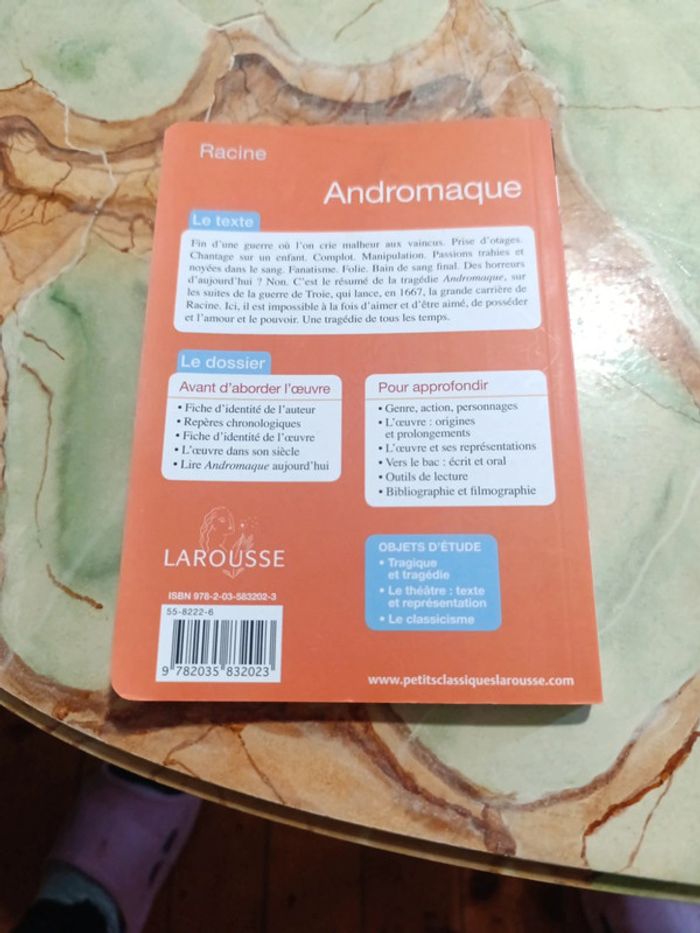 Racine
Andromaque
Le texte
Fin d'une guerre où l'on crie malheur aux vaincus. Prise d'otages.
Chantage sur un enfant. Complot. Manipulation. Passions trahies et
noyées dans le sang. Fanatisme. Folie. Bain de sang final. Des horreurs
d'aujourd'hui ? Non. C'est le résumé de la tragédie Andromaque, sur
les suites de la guerre de Troie, qui lance, en 1667, la grande carrière de
Racine. Ici, il est impossible à la fois d'aimer et d'être aimé, de posséder
et l'amour et le pouvoir. Une tragédie de tous les temps.
Le dossier
Avant d'aborder l'œuvre
• Fiche d'identité de l'auteur
• Repères chronologiques
• Fiche d'identité de l'œuvre
• L'œuvre dans son siècle
• Lire Andromaque aujourd'hui
Pour approfondir
• Genre, action, personnages
• L'œuvre : origines
et prolongements
• L'œuvre et ses représentations
• Vers le bac : écrit et oral
• Outils de lecture
• Bibliographie et filmographie
OBJETS D'ÉTUDE
• Tragique
et tragédie
• Le théâtre : texte
et représentation
• Le classicisme
LAROUSSE
ISBN 978-2-03-583202-3
55-8222-6
9 782035 832023
www.petitsclassiqueslarousse.com